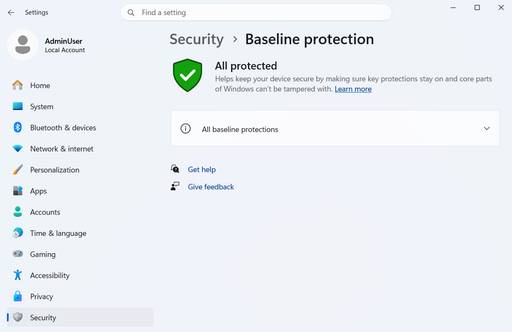 Settings
Find a setting
AdminUser
Local Account
Home
System
Bluetooth & devices
Network & internet
Personalization
Apps
Accounts
Time & language
Gaming
Accessibility
Privacy
Security
Security > Baseline protection
All protected
Helps keep your device secure by making sure key protections stay on and core parts
of Windows can't be tampered with. Learn more
All baseline protections
Get help
Give feedback